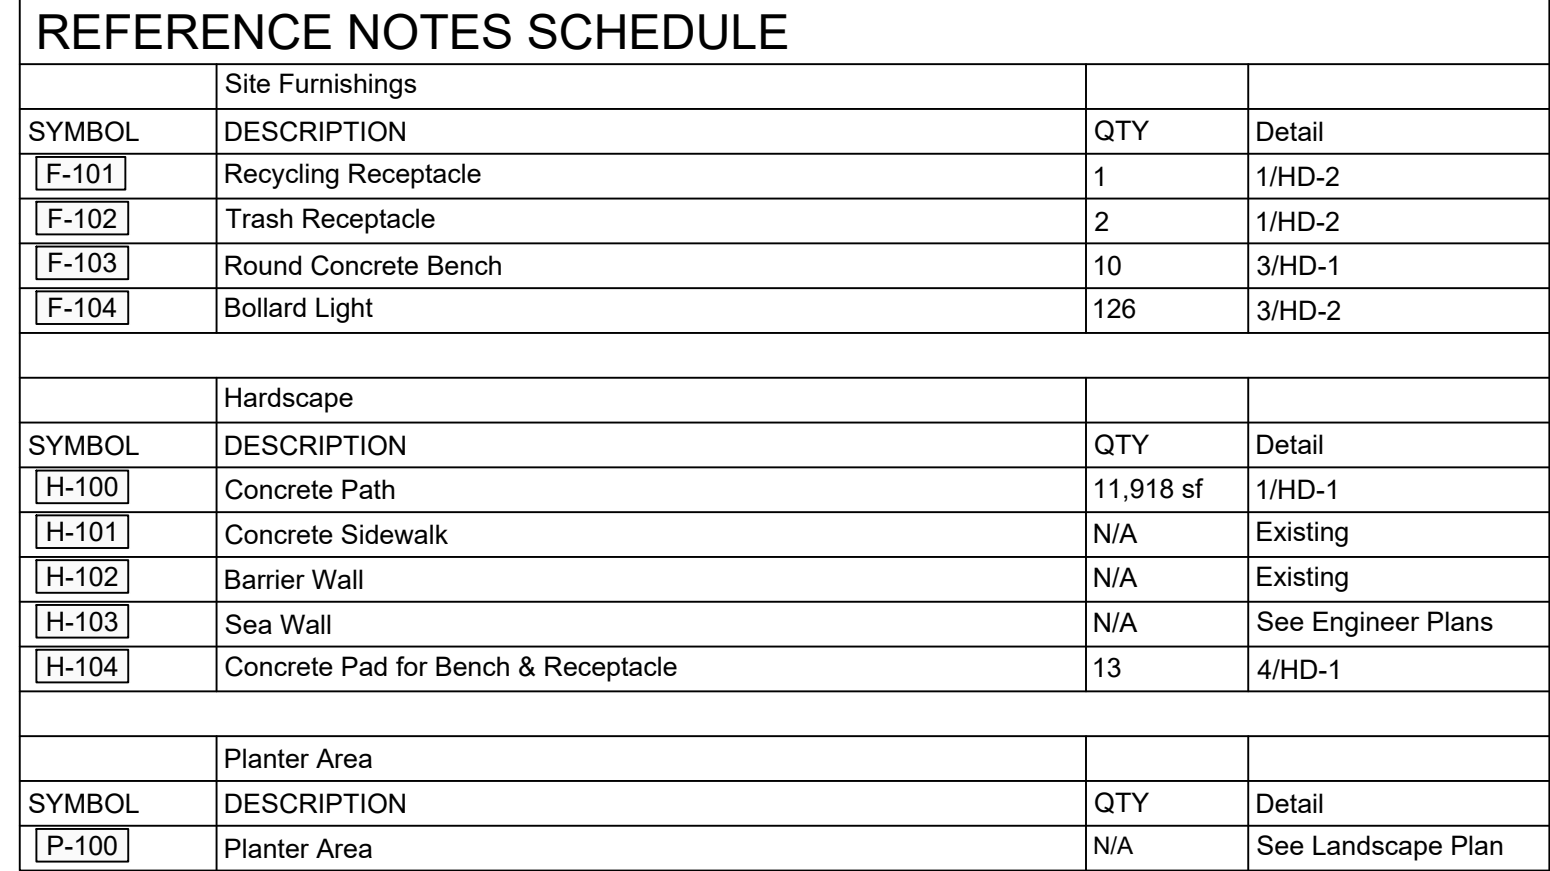 REFERENCE NOTES SCHEDULE
Site Furnishings
SYMBOL DESCRIPTION QTY Detail
F-101 Recycling Receptacle 1 1/HD-2
F-102 Trash Receptacle 2 1/HD-2
F-103 Round Concrete Bench 10 3/HD-1
F-104 Bollard Light 126 3/HD-2
Hardscape
SYMBOL DESCRIPTION QTY Detail
H-100 Concrete Path 11,918 sf 1/HD-1
H-101 Concrete Sidewalk N/A Existing
H-102 Barrier Wall N/A Existing
H-103 Sea Wall N/A See Engineer Plans
H-104 Concrete Pad for Bench & Receptacle 13 4/HD-1
Planter Area
SYMBOL DESCRIPTION QTY Detail
P-100 Planter Area N/A See Landscape Plan